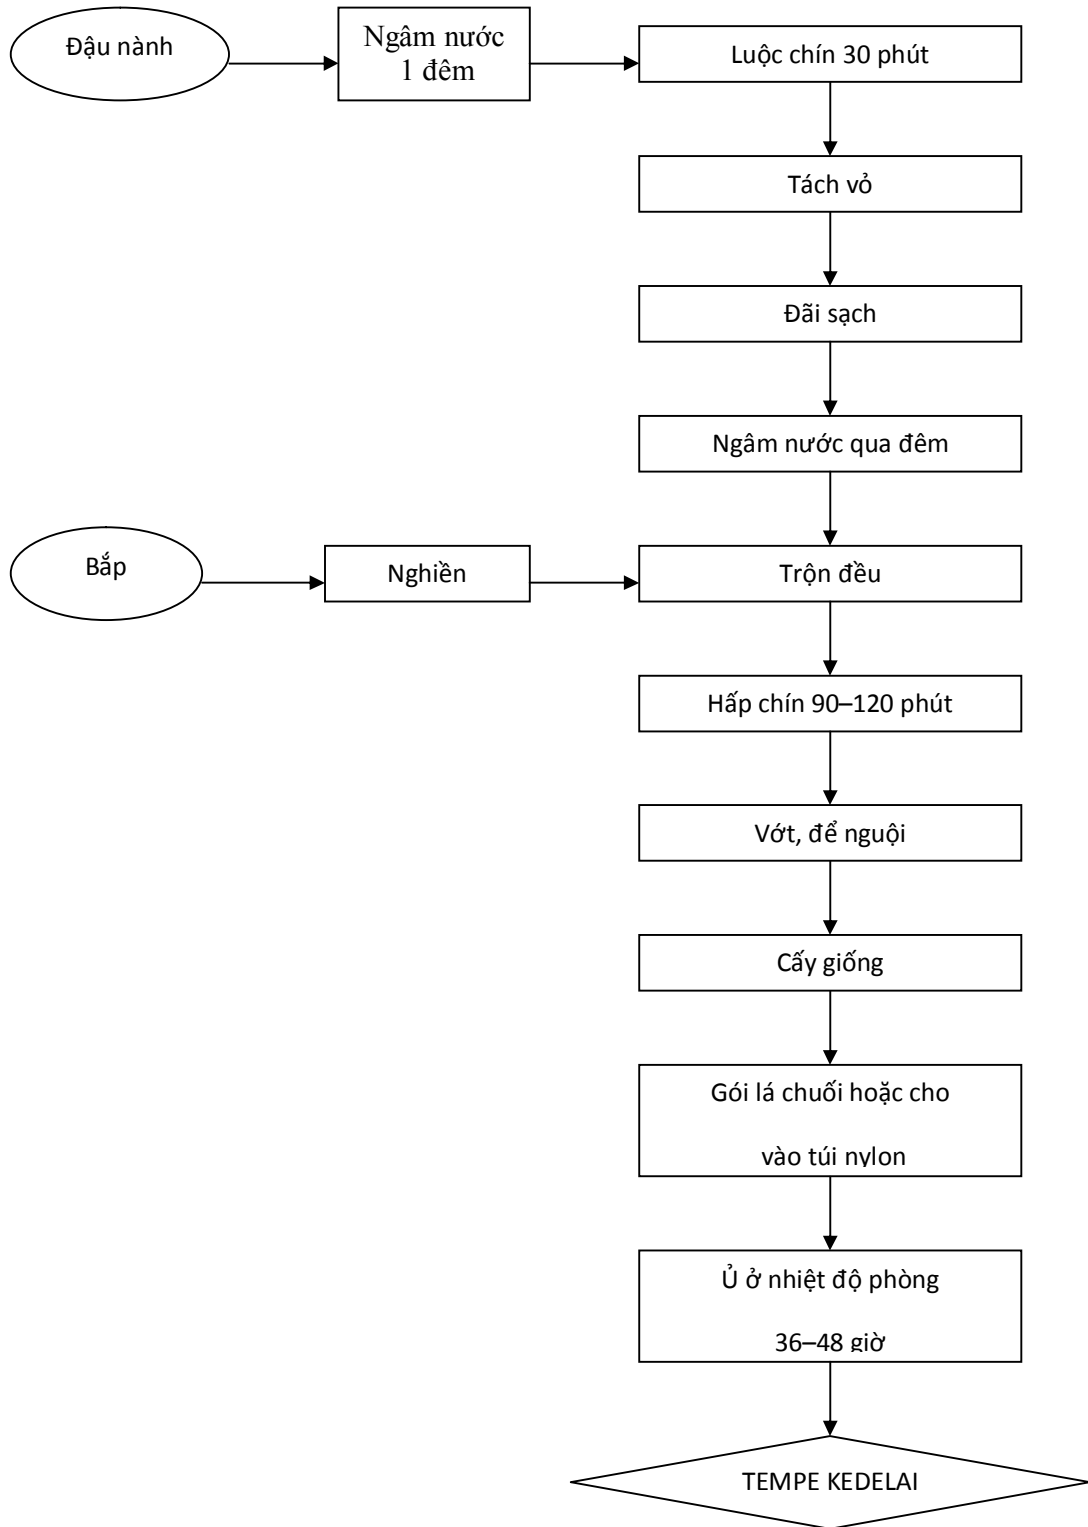 Đậu nành
Ngâm nước
1 đêm
Luộc chín 30 phút
Tách vỏ
Đãi sạch
Ngâm nước qua đêm
Bắp
Nghiền
Trộn đều
Hấp chín 90–120 phút
Vớt, để nguội
Cấy giống
Gói lá chuối hoặc cho
vào túi nylon
Ủ ở nhiệt độ phòng
36–48 giờ
TEMPE KEDELAI